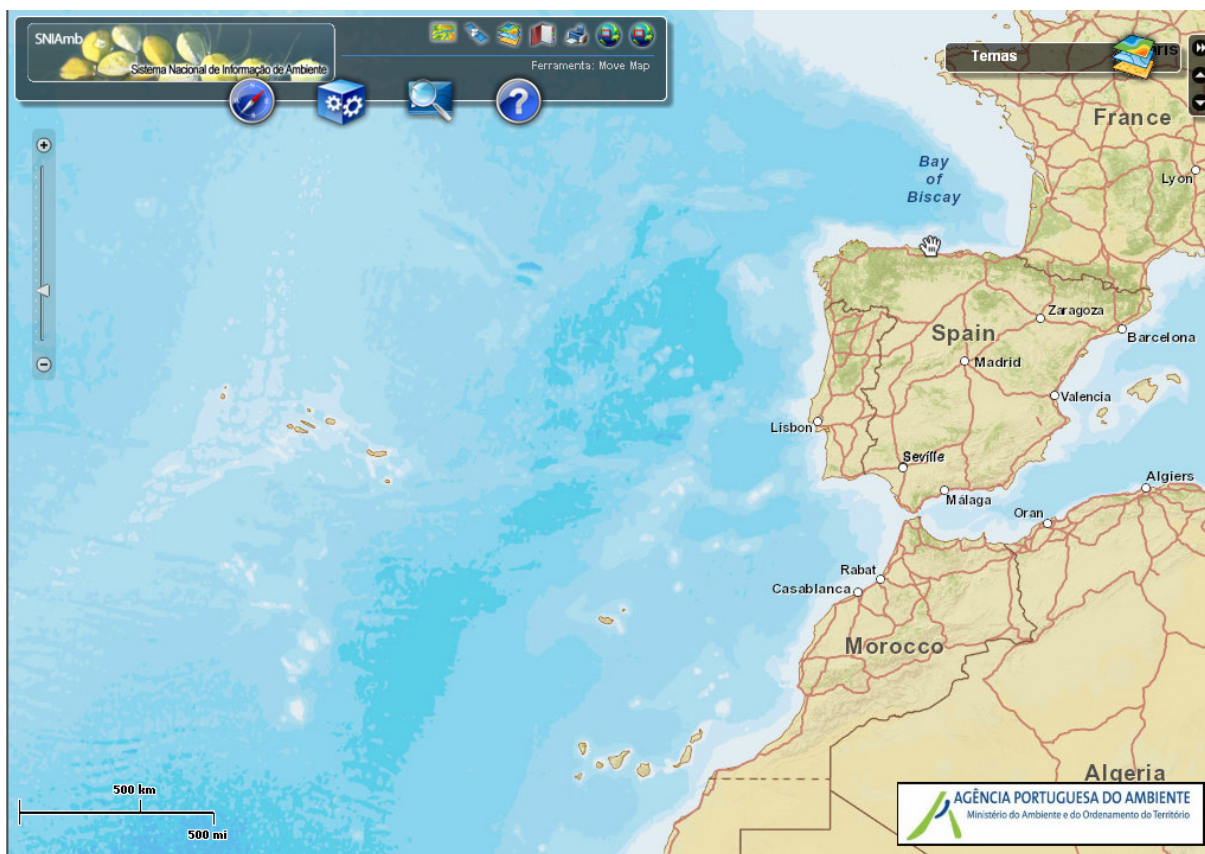 SNIAmb
Sistema Nacional de Informação de Ambiente
Ferramenta: Move Map
Temas
France
Lyon
Bay
of
Biscay
Zaragoza
Spain
Barcelona
Madrid
Valencia
Lisbon
Seville
Málaga
Algiers
Oran
Rabat
Casablanca
Morocco
Algeria
500 km
500 mi
AGÊNCIA PORTUGUESA DO AMBIENTE
Ministério do Ambiente e do Ordenamento do Território